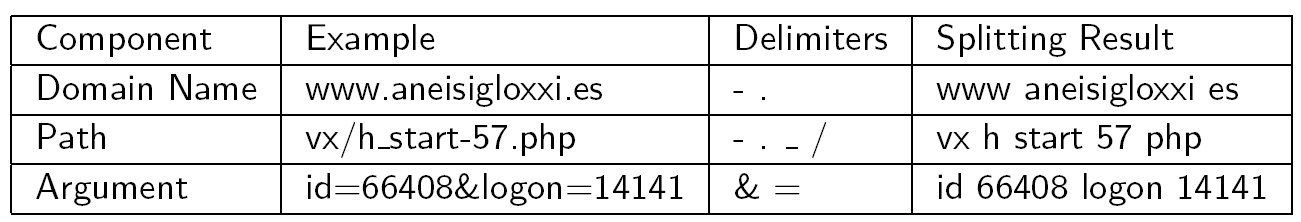 Component Example Delimiters Splitting Result
Domain Name www.aneisigloxxi.es - . www aneisigloxxi es
Path vx/h_start-57.php - . _ / vx h start 57 php
Argument id=66408&logon=14141 & = id 66408 logon 14141